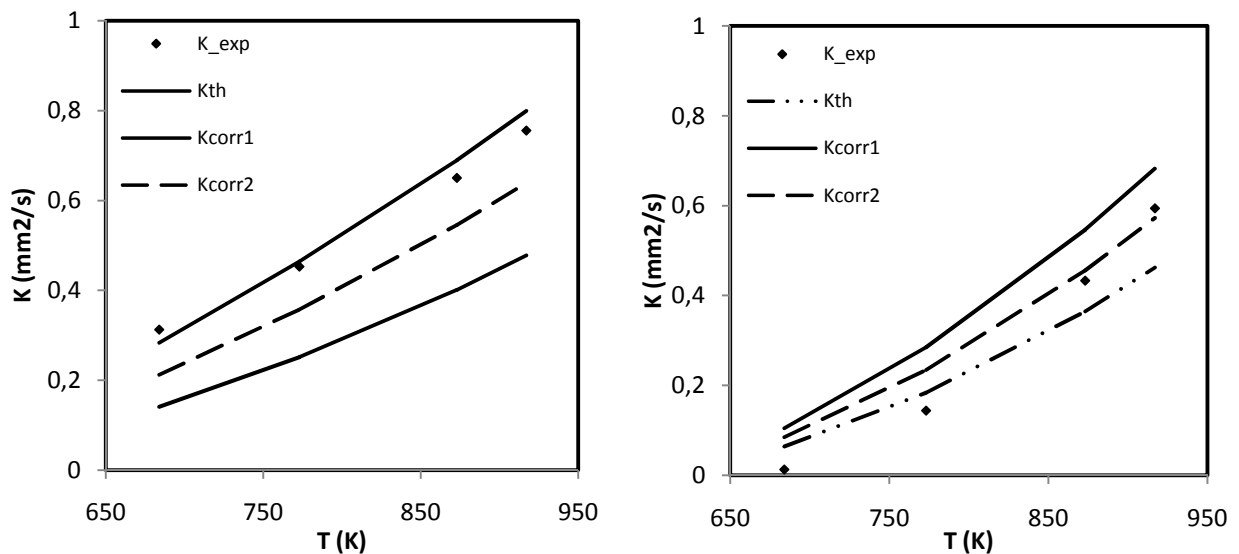 1
0,8
0,6
0,4
0,2
0
K (mm2/s)
K_exp
Kth
Kcorr1
Kcorr2
650
750
850
950
T (K)
1
0,8
0,6
0,4
0,2
0
K (mm2/s)
K_exp
Kth
Kcorr1
Kcorr2
650
750
850
950
T (K)